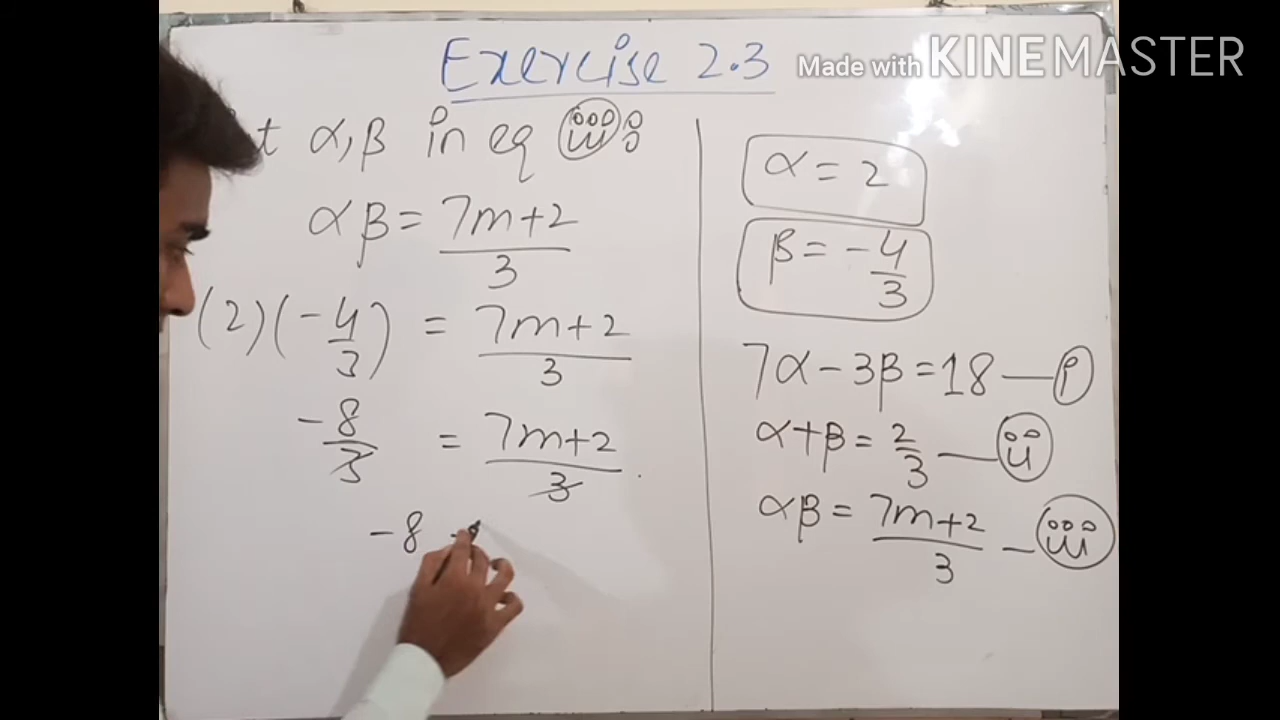 Exercise 2.3
Made with KINEMASTER
α,β in eq (iii):
αβ = 7m+2/3
(2)(-4/3) = 7m+2/3
-8/3 = 7m+2/3
-8
α = 2
β = -4/3
7α - 3β = 18 — (i)
α+β = 2/3 — (ii)
αβ = 7m+2/3 — (iii)